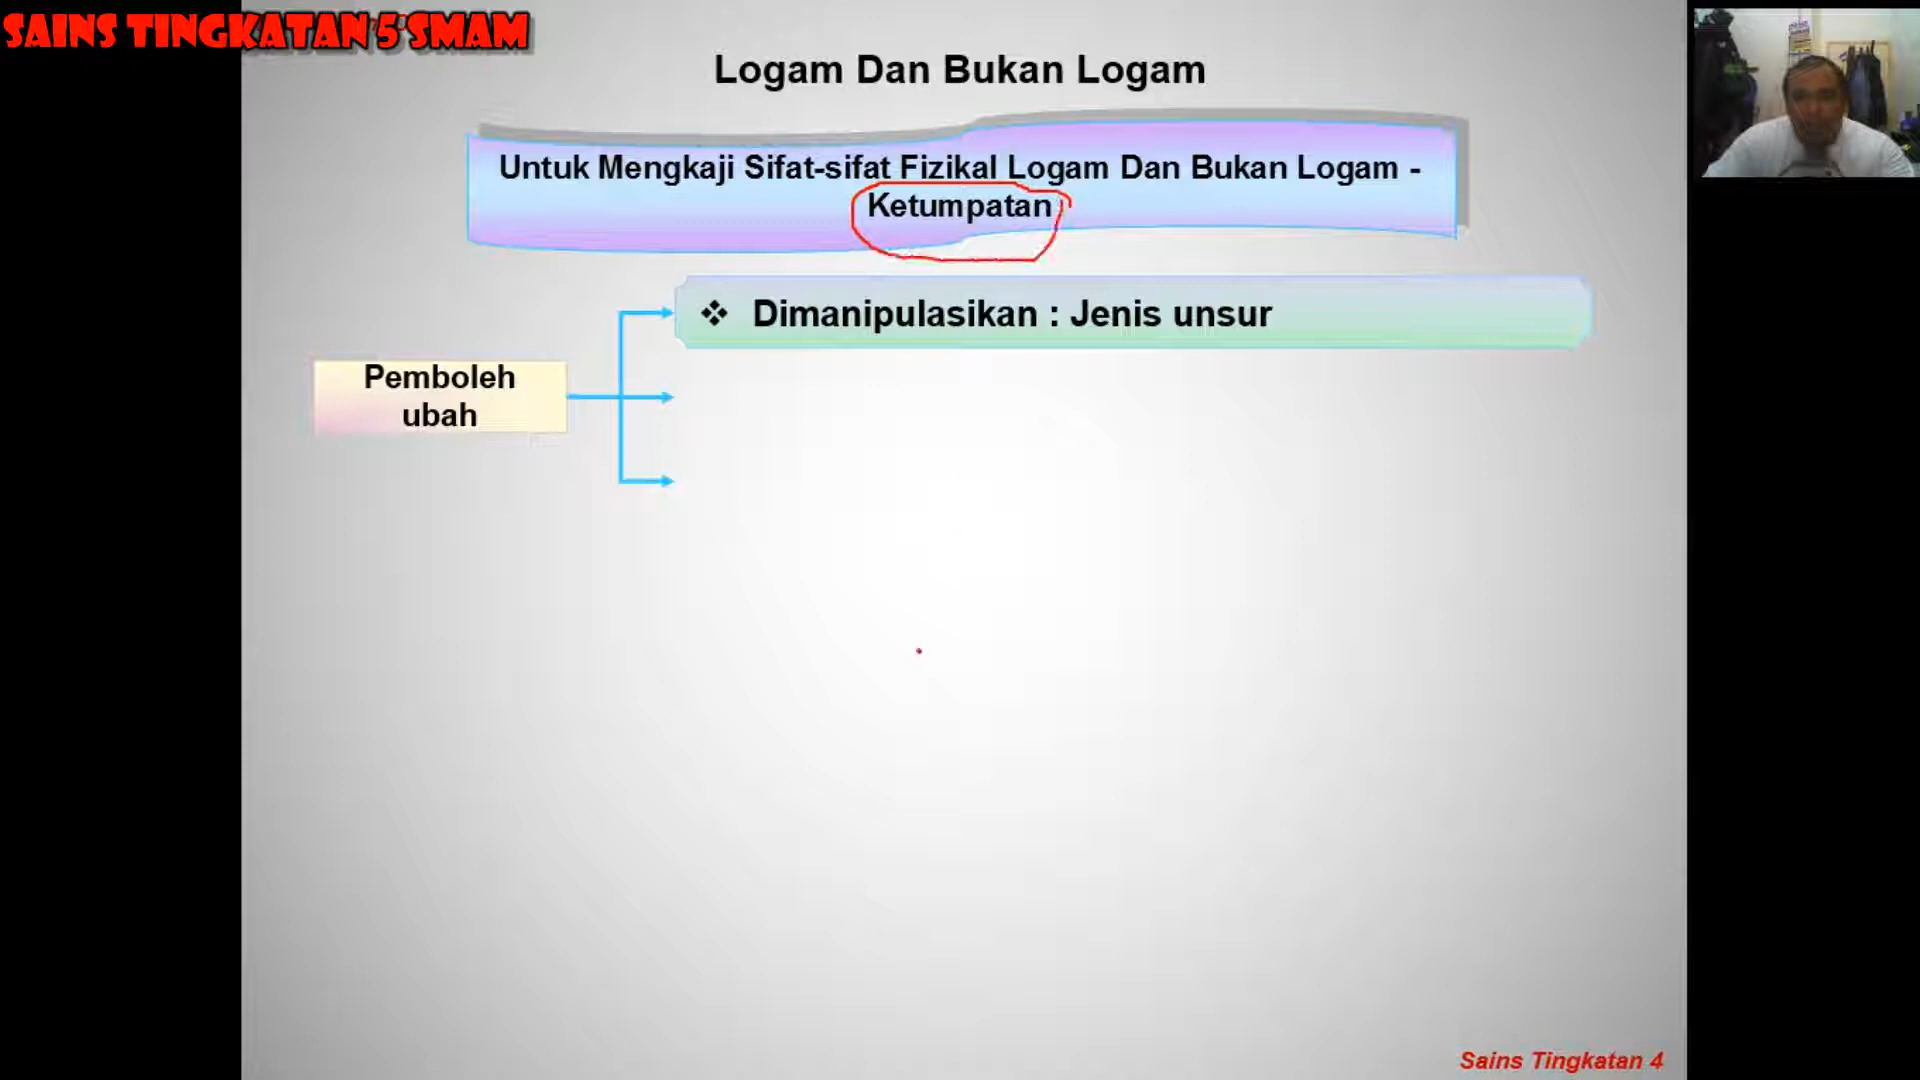 SAINS TINGKATAN 5 SMAM
Logam Dan Bukan Logam
Untuk Mengkaji Sifat-sifat Fizikal Logam Dan Bukan Logam -
Ketumpatan
❖ Dimanipulasikan : Jenis unsur
Pemboleh
ubah
Sains Tingkatan 4